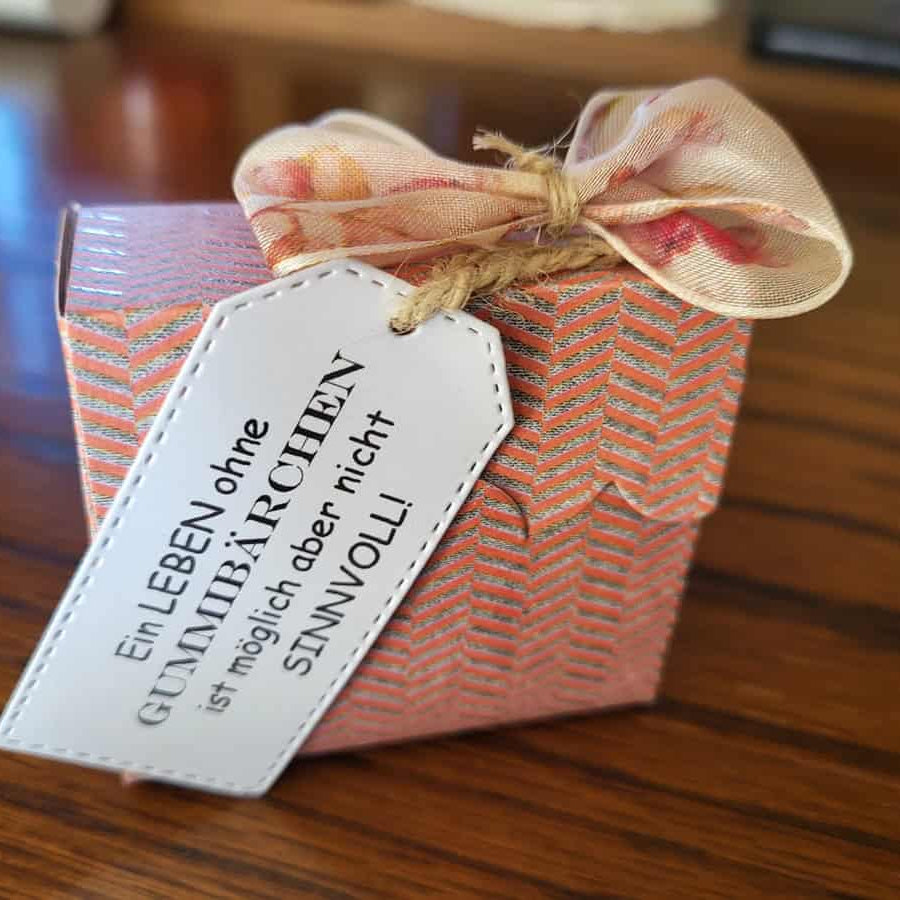 Ein LEBEN ohne
GUMMIBÄRCHEN
ist möglich aber nicht
SINNVOLL!